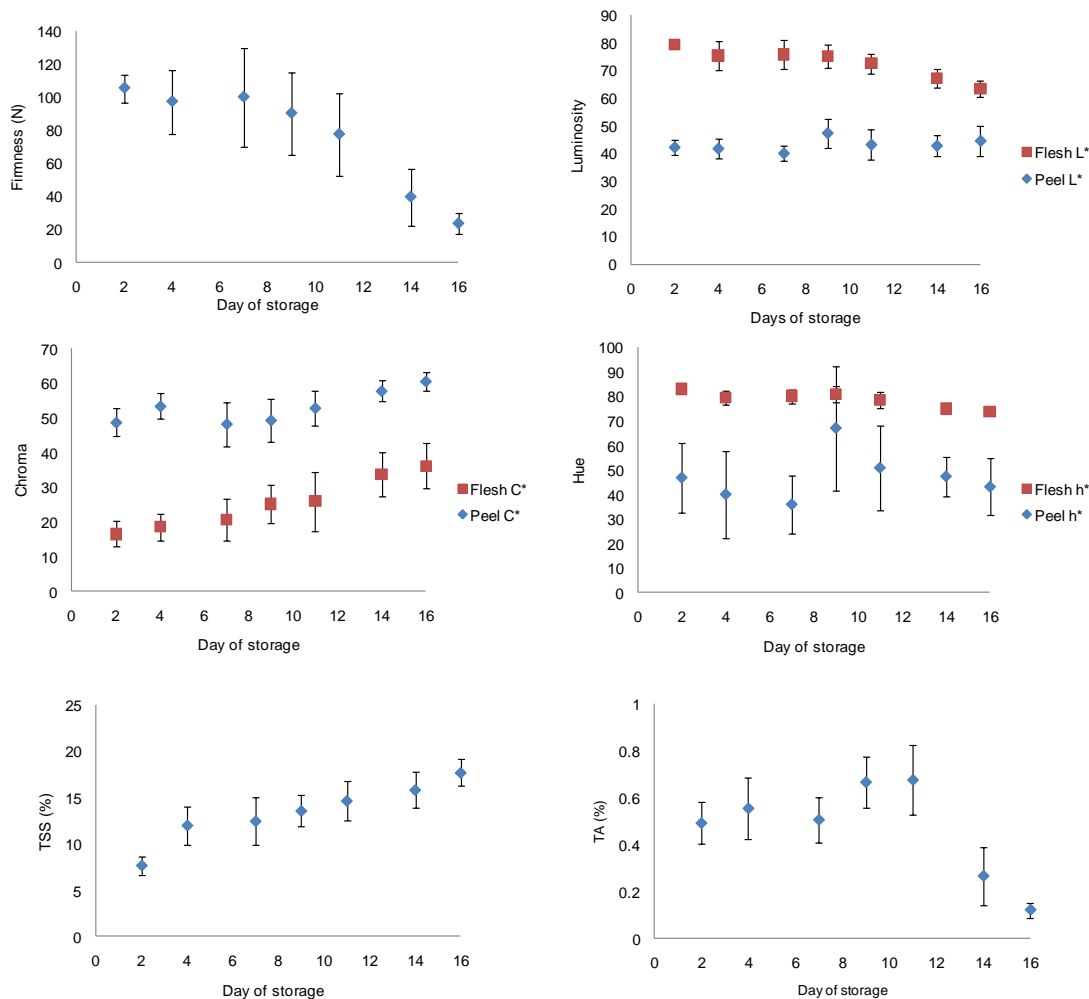 Firmness (N)
140
120
100
80
60
40
20
0
0 2 4 6 8 10 12 14 16
Day of storage
Luminosity
90
80
70
60
50
40
30
20
10
0
0 2 4 6 8 10 12 14 16
Days of storage
Flesh L*
Peel L*
Chroma
70
60
50
40
30
20
10
0
0 2 4 6 8 10 12 14 16
Day of storage
Flesh C*
Peel C*
Hue
100
90
80
70
60
50
40
30
20
10
0
0 2 4 6 8 10 12 14 16
Day of storage
Flesh h*
Peel h*
TSS (%)
25
20
15
10
5
0
0 2 4 6 8 10 12 14 16
Day of storage
TA (%)
1
0.8
0.6
0.4
0.2
0
0 2 4 6 8 10 12 14 16
Day of storage